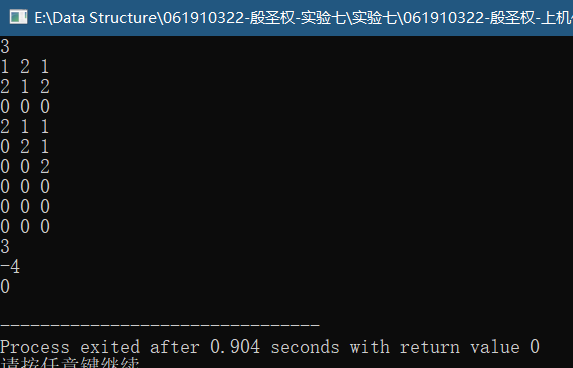 E:\Data Structure\061910322-殷圣权-实验七\实验七\061910322-殷圣权-上机
3
1 2 1
2 1 2
0 0 0
2 1 1
0 2 1
0 0 2
0 0 0
0 0 0
0 0 0
3
-4
0
--------------------------------
Process exited after 0.904 seconds with return value 0
请按任意键继续